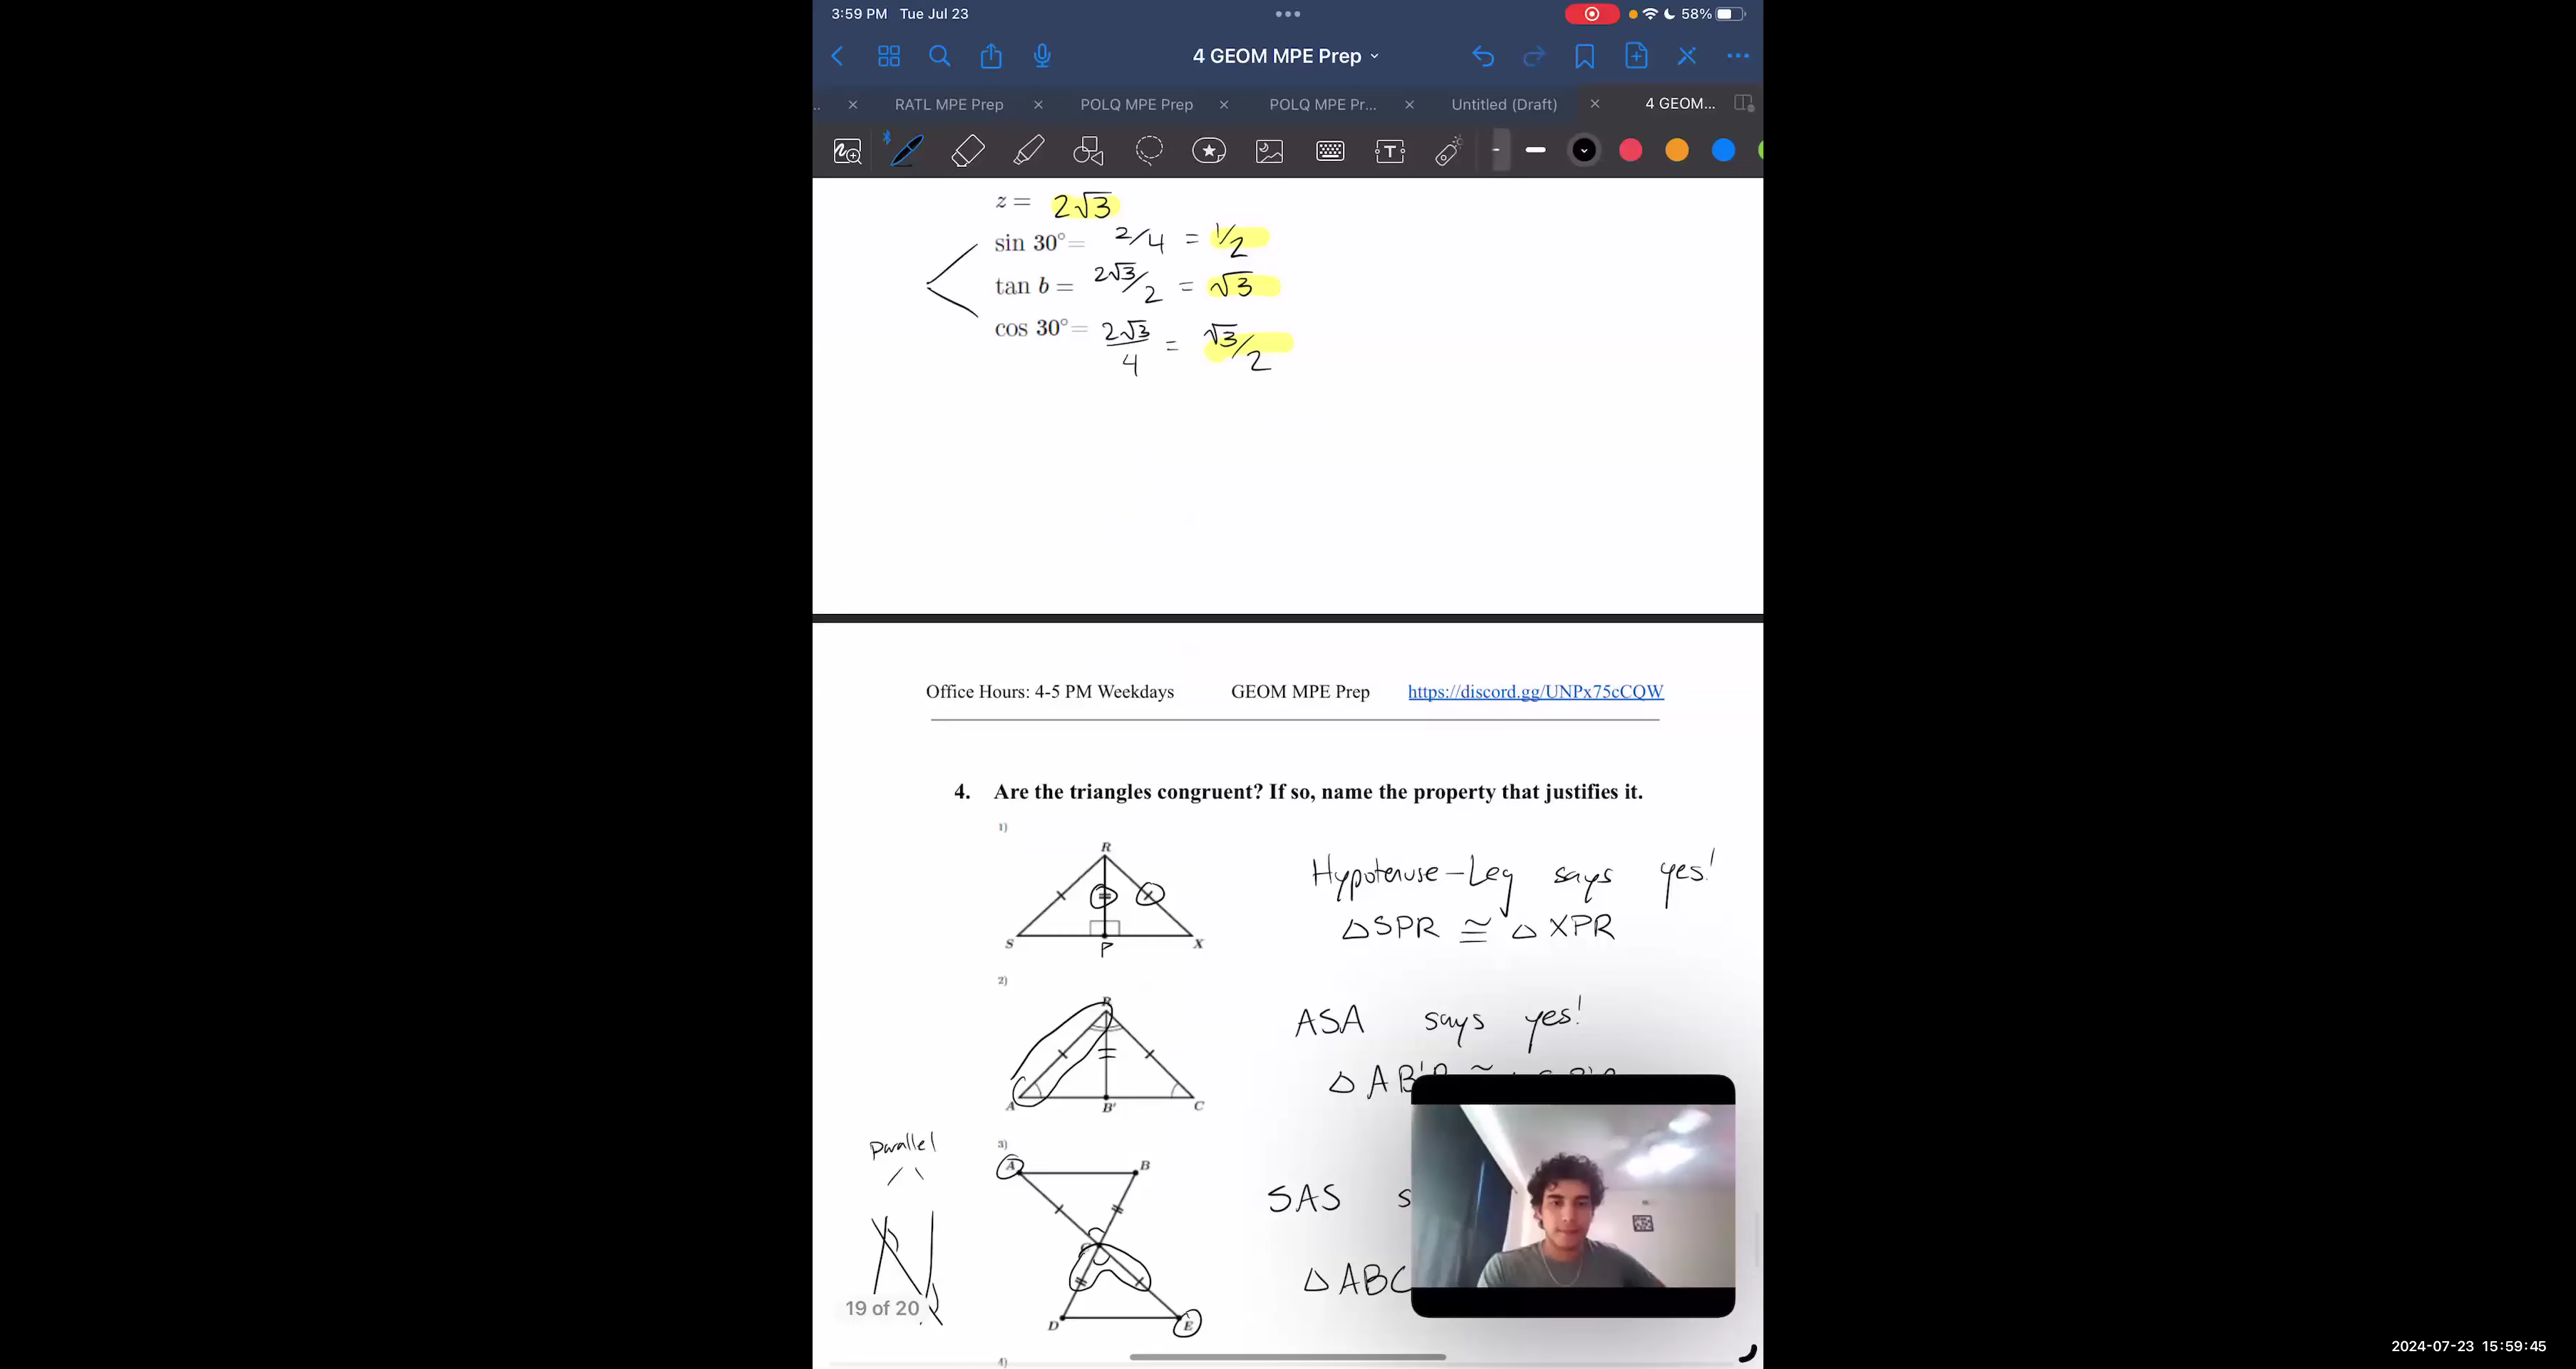 3:59 PM Tue Jul 23
58%
4 GEOM MPE Prep
.. RATL MPE Prep POLQ MPE Prep POLQ MPE Pr... Untitled (Draft) 4 GEOM...
z = 2√3
sin 30° = 2/4 = 1/2
tan b = 2√3/2 = √3
cos 30° = 2√3/4 = √3/2
Office Hours: 4-5 PM Weekdays GEOM MPE Prep https://discord.gg/UNPx75cCQW
4. Are the triangles congruent? If so, name the property that justifies it.
1)
R
S P X
Hypotenuse-Leg says yes!
△SPR ≅ △XPR
2)
A B' C
ASA says yes!
△ AB'
3)
A B
D E
parallel
SAS s
△ABC
19 of 20
4)
2024-07-23 15:59:45